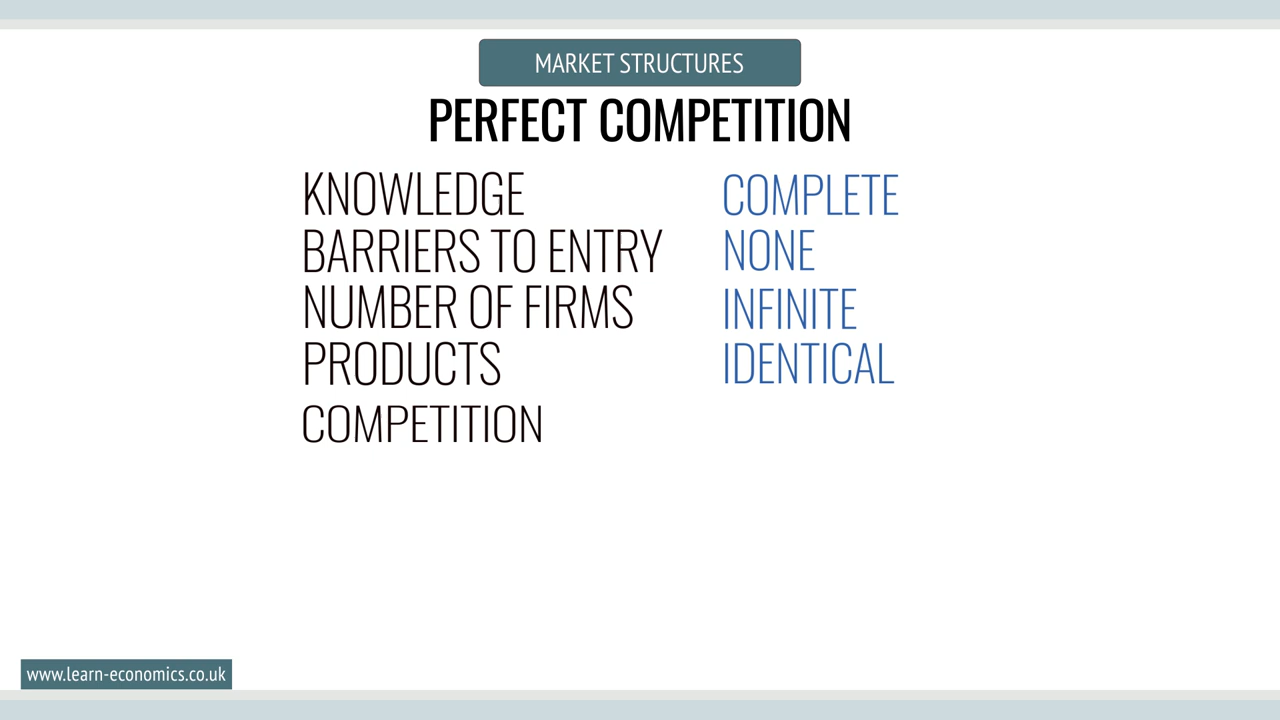 MARKET STRUCTURES
PERFECT COMPETITION
KNOWLEDGE COMPLETE
BARRIERS TO ENTRY NONE
NUMBER OF FIRMS INFINITE
PRODUCTS IDENTICAL
COMPETITION
www.learn-economics.co.uk